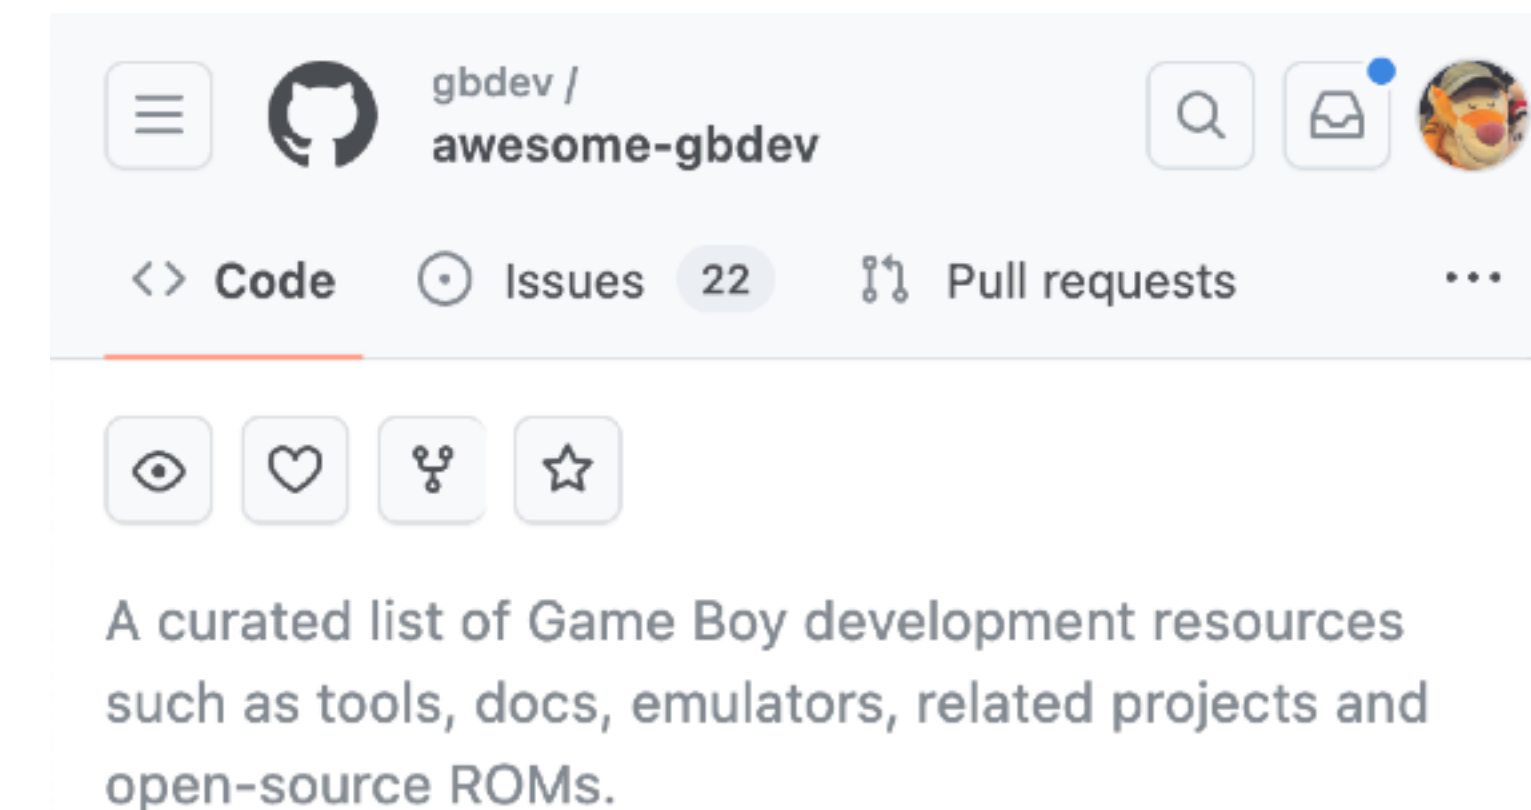 gbdev /
awesome-gbdev
Code Issues 22 Pull requests
A curated list of Game Boy development resources
such as tools, docs, emulators, related projects and
open-source ROMs.